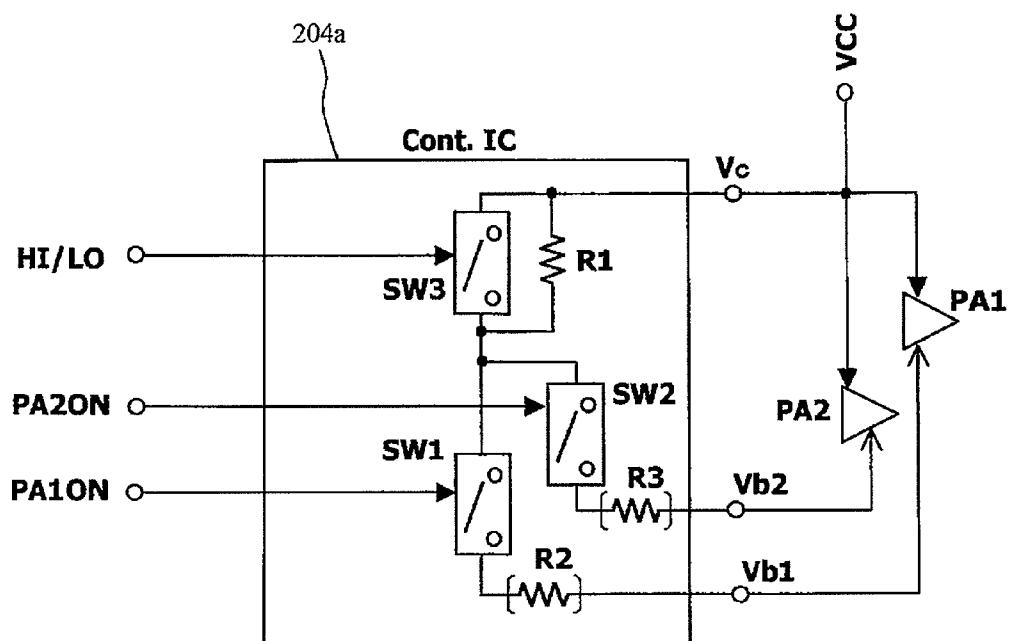 204a
VCC
Cont. IC
Vc
HI/LO
R1
SW3
PA1
PA2ON
SW2
PA2
SW1
PA1ON
R3
Vb2
R2
Vb1